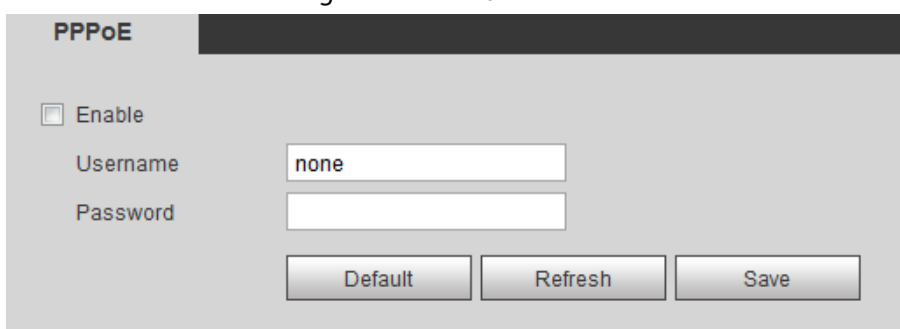 PPPoE
Enable
Username none
Password
Default Refresh Save